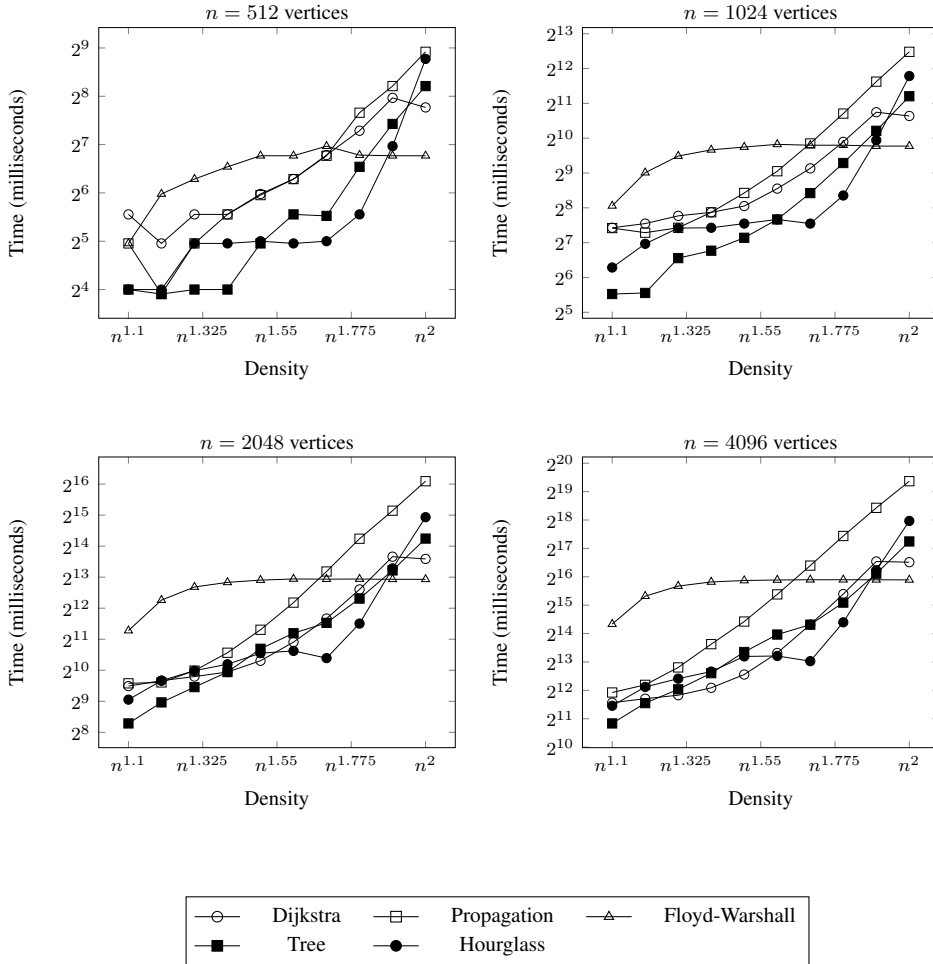 n = 512 vertices
2^9
2^8
2^7
2^6
2^5
2^4
Time (milliseconds)
n^1.1 n^1.325 n^1.55 n^1.775 n^2
Density
n = 1024 vertices
2^13
2^12
2^11
2^10
2^9
2^8
2^7
2^6
2^5
Time (milliseconds)
n^1.1 n^1.325 n^1.55 n^1.775 n^2
Density
n = 2048 vertices
2^16
2^15
2^14
2^13
2^12
2^11
2^10
2^9
2^8
Time (milliseconds)
n^1.1 n^1.325 n^1.55 n^1.775 n^2
Density
n = 4096 vertices
2^20
2^19
2^18
2^17
2^16
2^15
2^14
2^13
2^12
2^11
2^10
Time (milliseconds)
n^1.1 n^1.325 n^1.55 n^1.775 n^2
Density
Dijkstra Propagation Floyd-Warshall
Tree Hourglass